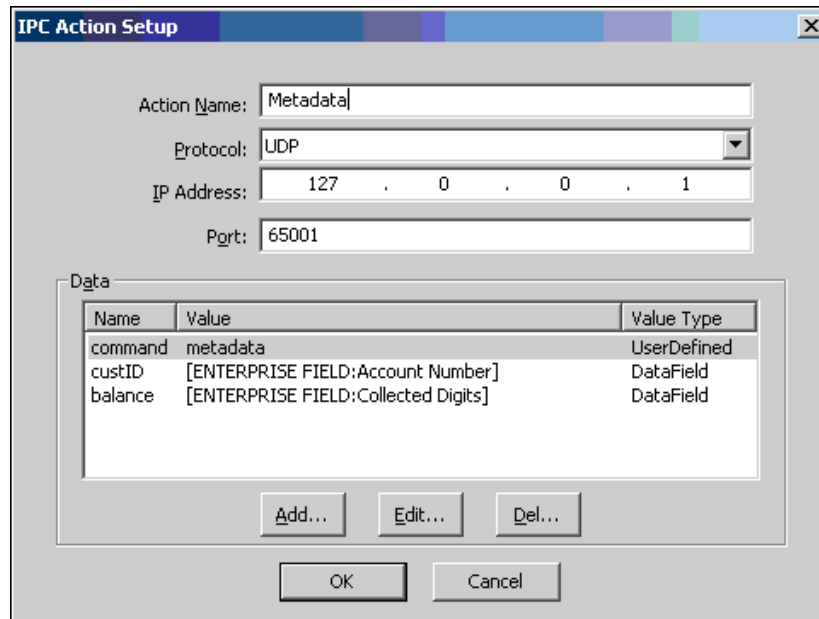 IPC Action Setup
Action Name: Metadata
Protocol: UDP
IP Address: 127 . 0 . 0 . 1
Port: 65001
Data
Name Value Value Type
command metadata UserDefined
custID [ENTERPRISE FIELD:Account Number] DataField
balance [ENTERPRISE FIELD:Collected Digits] DataField
Add... Edit... Del...
OK Cancel